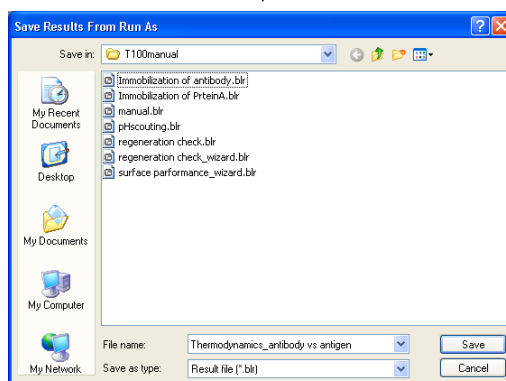 Save Results From Run As
Save in: T100manual
Immobilization of antibody.blr
Immobilization of PrteinA.blr
manual.blr
pHscouting.blr
regeneration check.blr
regeneration check_wizard.blr
surface parformance_wizard.blr
My Recent
Documents
Desktop
My Documents
My Computer
My Network
File name: Thermodynamics_antibody vs antigen
Save
Save as type: Result file (*.blr)
Cancel